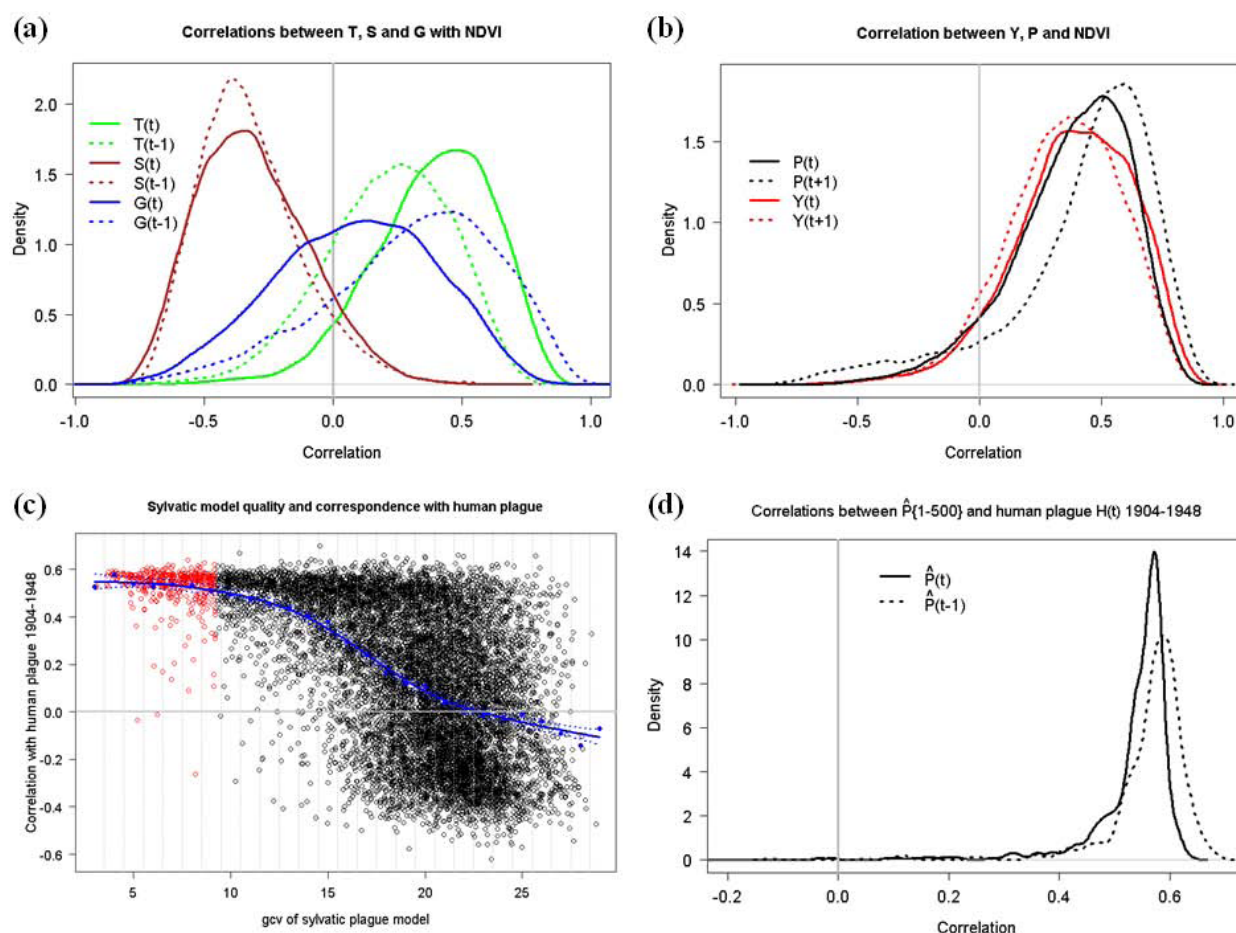 (a)
Correlations between T, S and G with NDVI
Density
2.0
1.5
1.0
0.5
0.0
T(t)
T(t-1)
S(t)
S(t-1)
G(t)
G(t-1)
-1.0 -0.5 0.0 0.5 1.0
Correlation
(b)
Correlation between Y, P and NDVI
Density
1.5
1.0
0.5
0.0
P(t)
P(t+1)
Y(t)
Y(t+1)
-1.0 -0.5 0.0 0.5 1.0
Correlation
(c)
Sylvatic model quality and correspondence with human plague
Correlation with human plague 1904-1948
0.6
0.4
0.2
0.0
-0.2
-0.4
-0.6
5 10 15 20 25
gcv of sylvatic plague model
(d)
Correlations between P̂{1-500} and human plague H(t) 1904-1948
Density
14
12
10
8
6
4
2
0
P̂(t)
P̂(t-1)
-0.2 0.0 0.2 0.4 0.6
Correlation